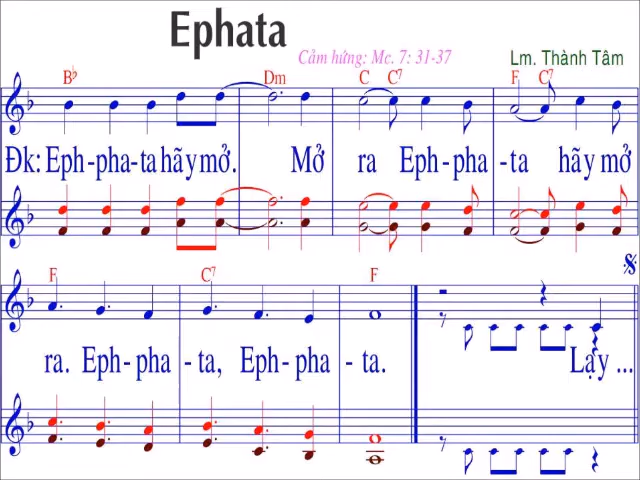 Ephata
Cảm hứng: Mc. 7: 31-37
Lm. Thành Tâm
B♭ Dm C C7 F C7
Đk: Eph-pha-ta hãy mở. Mở ra Eph-pha-ta hãy mở
F C7 F
ra. Eph-pha-ta, Eph-pha-ta. Lạy ...